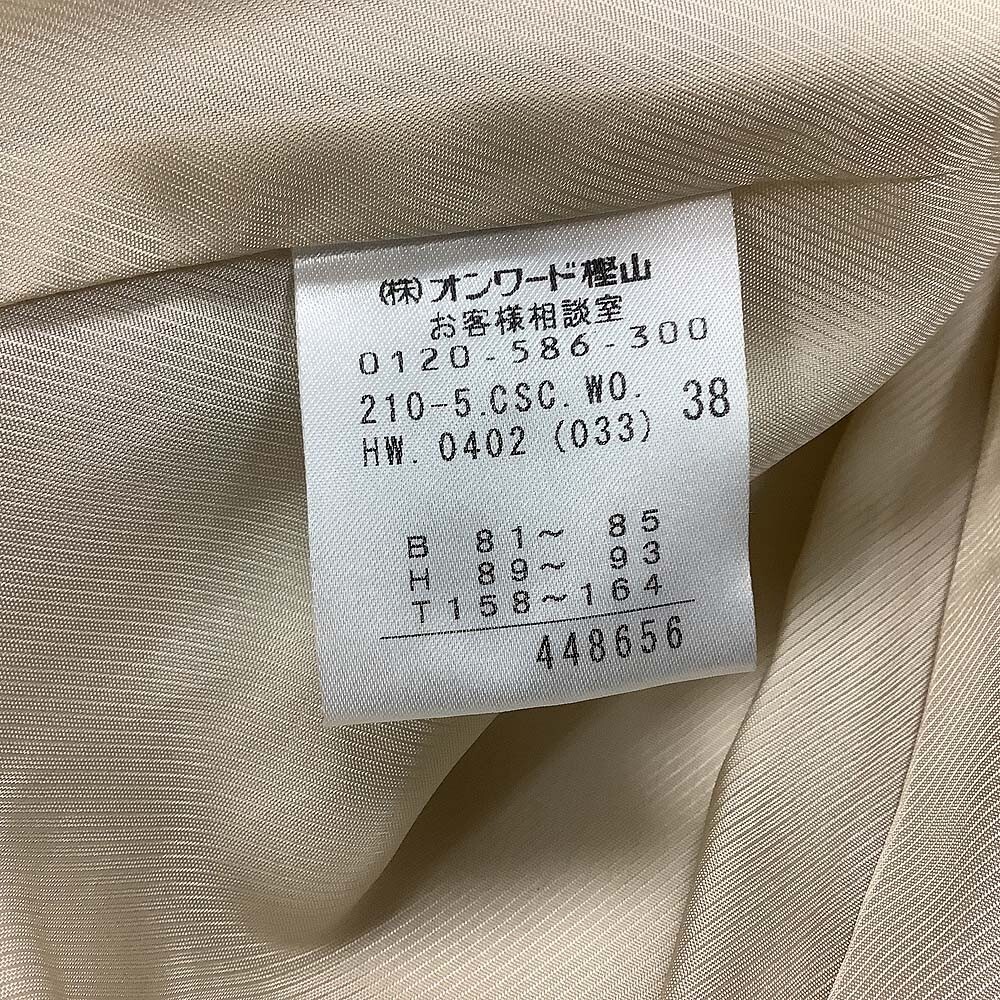 (株)オンワード樫山
お客様相談室
0120-586-300
210-5.CSC.WO.
HW.0402 (033) 38
B 81~ 85
H 89~ 93
T158~164
448656